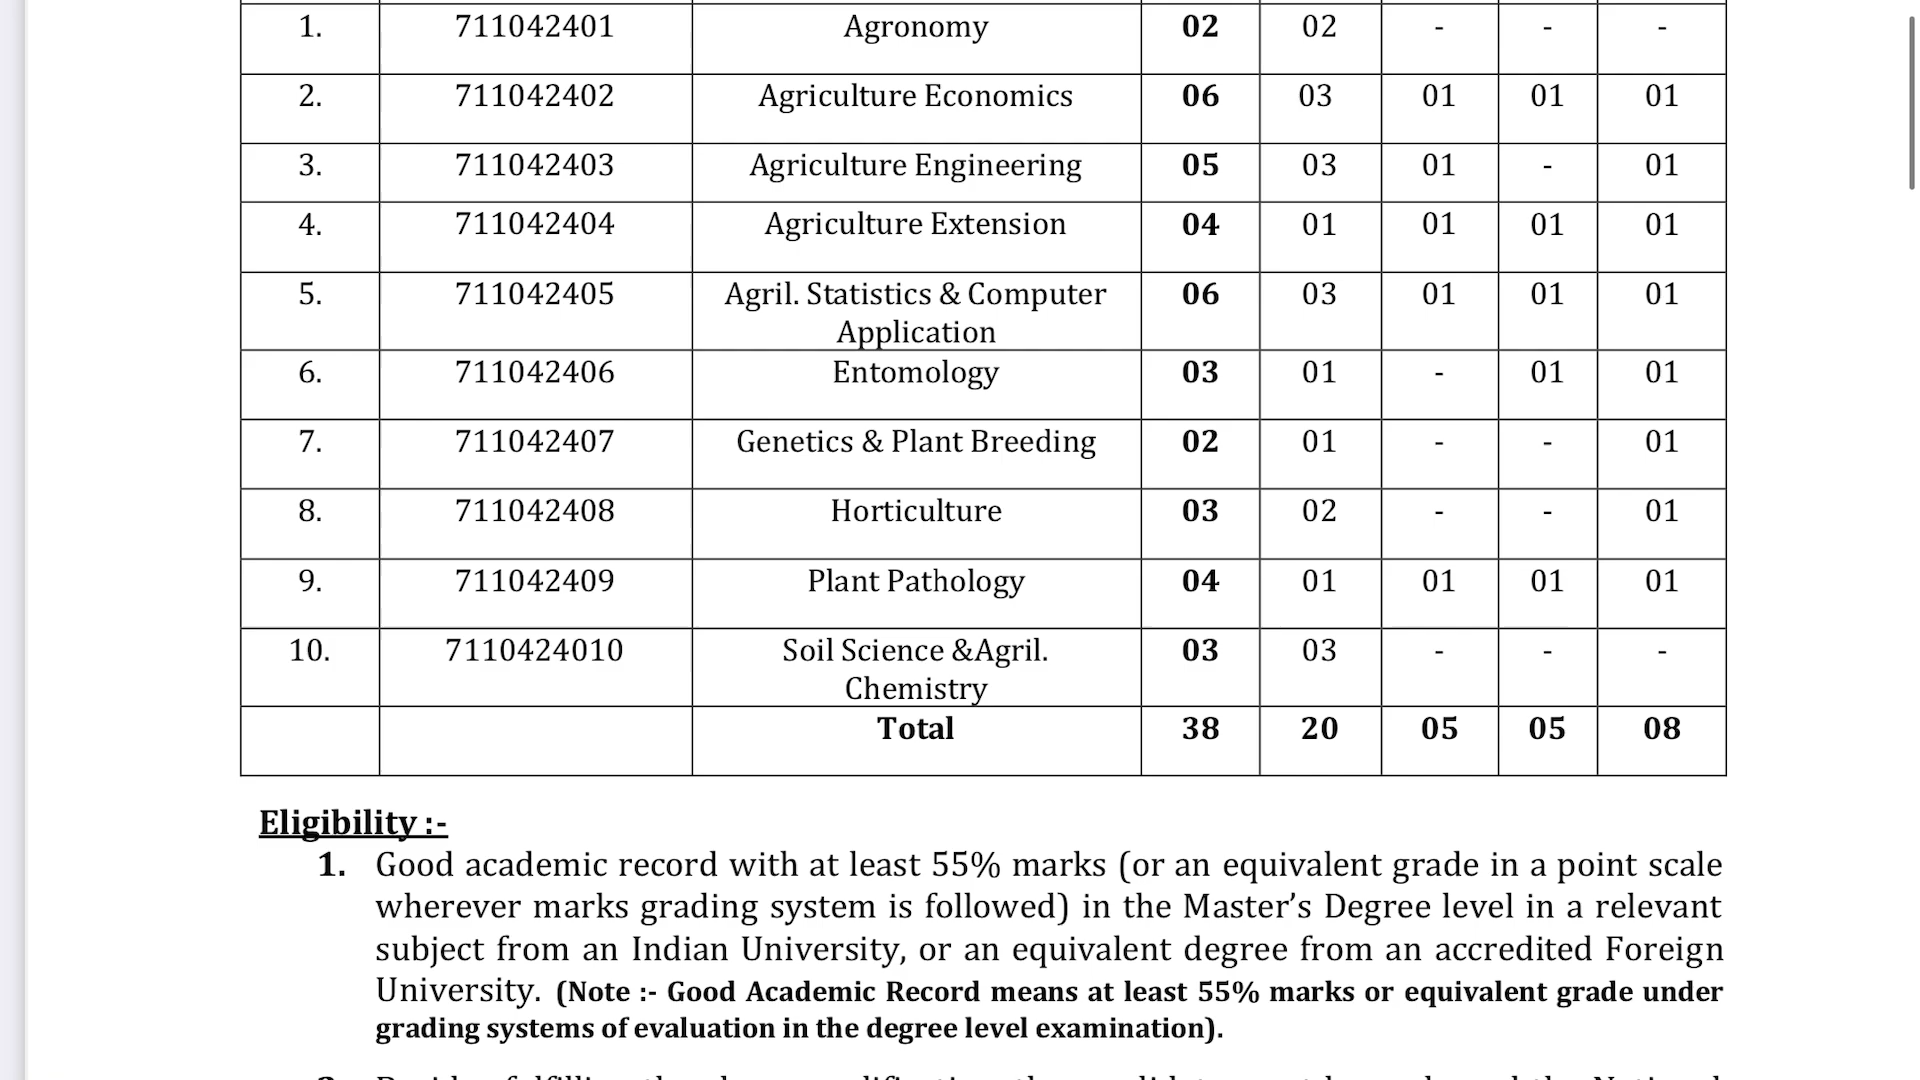 1. 711042401 Agronomy 02 02 - - -
2. 711042402 Agriculture Economics 06 03 01 01 01
3. 711042403 Agriculture Engineering 05 03 01 - 01
4. 711042404 Agriculture Extension 04 01 01 01 01
5. 711042405 Agril. Statistics & Computer 06 03 01 01 01
Application
6. 711042406 Entomology 03 01 - 01 01
7. 711042407 Genetics & Plant Breeding 02 01 - - 01
8. 711042408 Horticulture 03 02 - - 01
9. 711042409 Plant Pathology 04 01 01 01 01
10. 7110424010 Soil Science &Agril. 03 03 - - -
Chemistry
Total 38 20 05 05 08
Eligibility :-
1. Good academic record with at least 55% marks (or an equivalent grade in a point scale
wherever marks grading system is followed) in the Master’s Degree level in a relevant
subject from an Indian University, or an equivalent degree from an accredited Foreign
University. (Note :- Good Academic Record means at least 55% marks or equivalent grade under
grading systems of evaluation in the degree level examination).